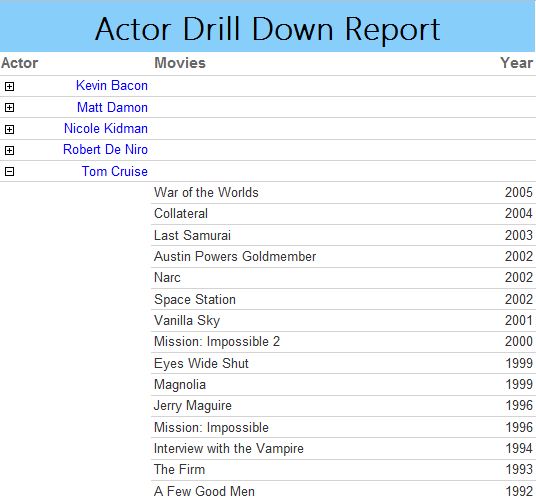 Actor Drill Down Report
Actor Movies Year
Kevin Bacon
Matt Damon
Nicole Kidman
Robert De Niro
Tom Cruise
War of the Worlds 2005
Collateral 2004
Last Samurai 2003
Austin Powers Goldmember 2002
Narc 2002
Space Station 2002
Vanilla Sky 2001
Mission: Impossible 2 2000
Eyes Wide Shut 1999
Magnolia 1999
Jerry Maguire 1996
Mission: Impossible 1996
Interview with the Vampire 1994
The Firm 1993
A Few Good Men 1992